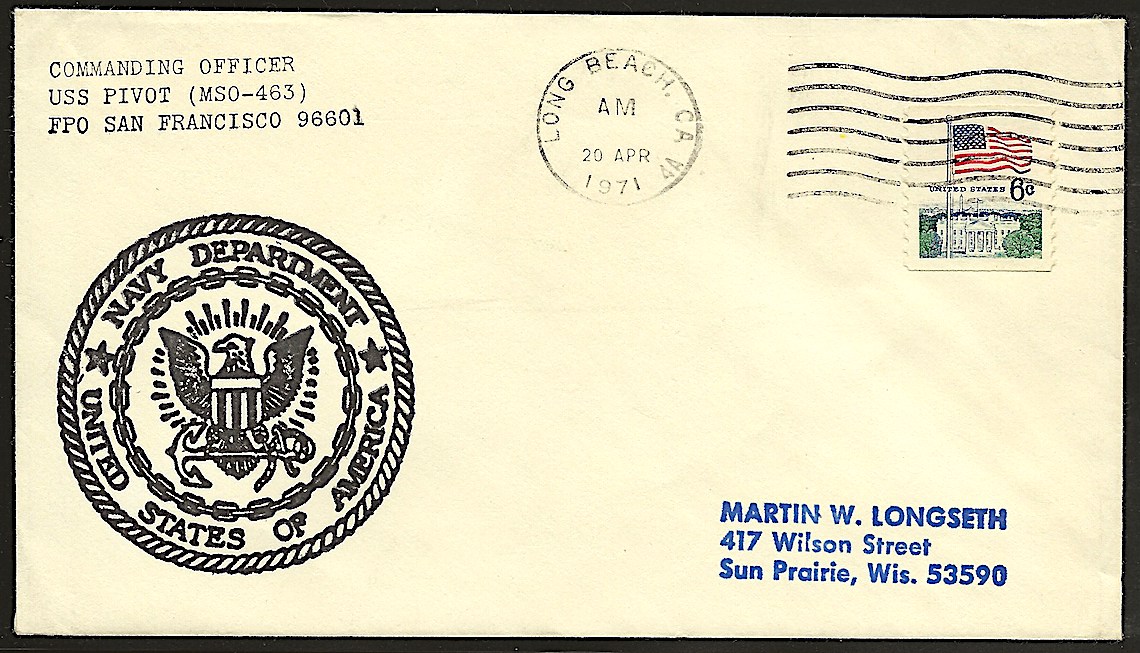 COMMANDING OFFICER
USS PIVOT (MSO-463)
FPO SAN FRANCISCO 96601
LONG BEACH, CA
AM
20 APR
1971
UNITED STATES 6c
NAVY DEPARTMENT
UNITED STATES OF AMERICA
MARTIN W. LONGSETH
417 Wilson Street
Sun Prairie, Wis. 53590